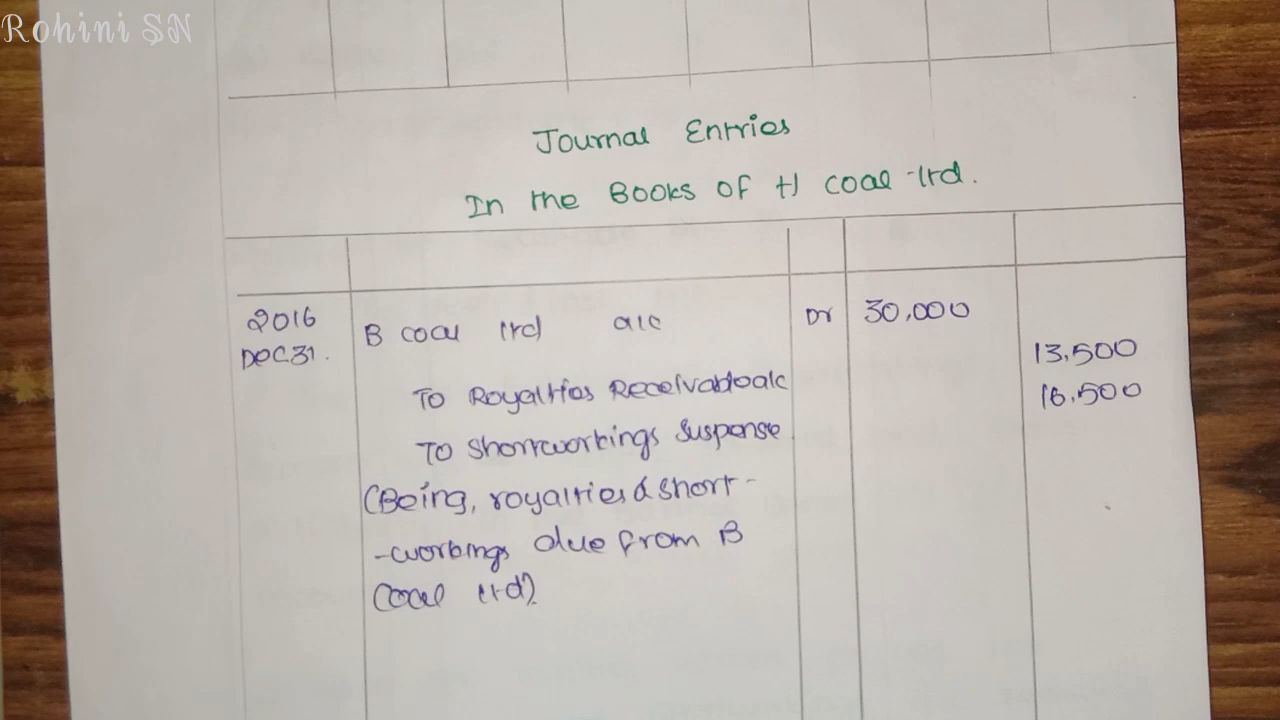 Rohini SN
Journal Entries
In the Books of H coal ltd.
2016 B coal ltd a/c Dr 30,000
Dec 31. 13,500
To Royalties Receivable a/c 16,500
To Shortworkings Suspense
(Being, royalties & short-
-workings due from B
Coal ltd)